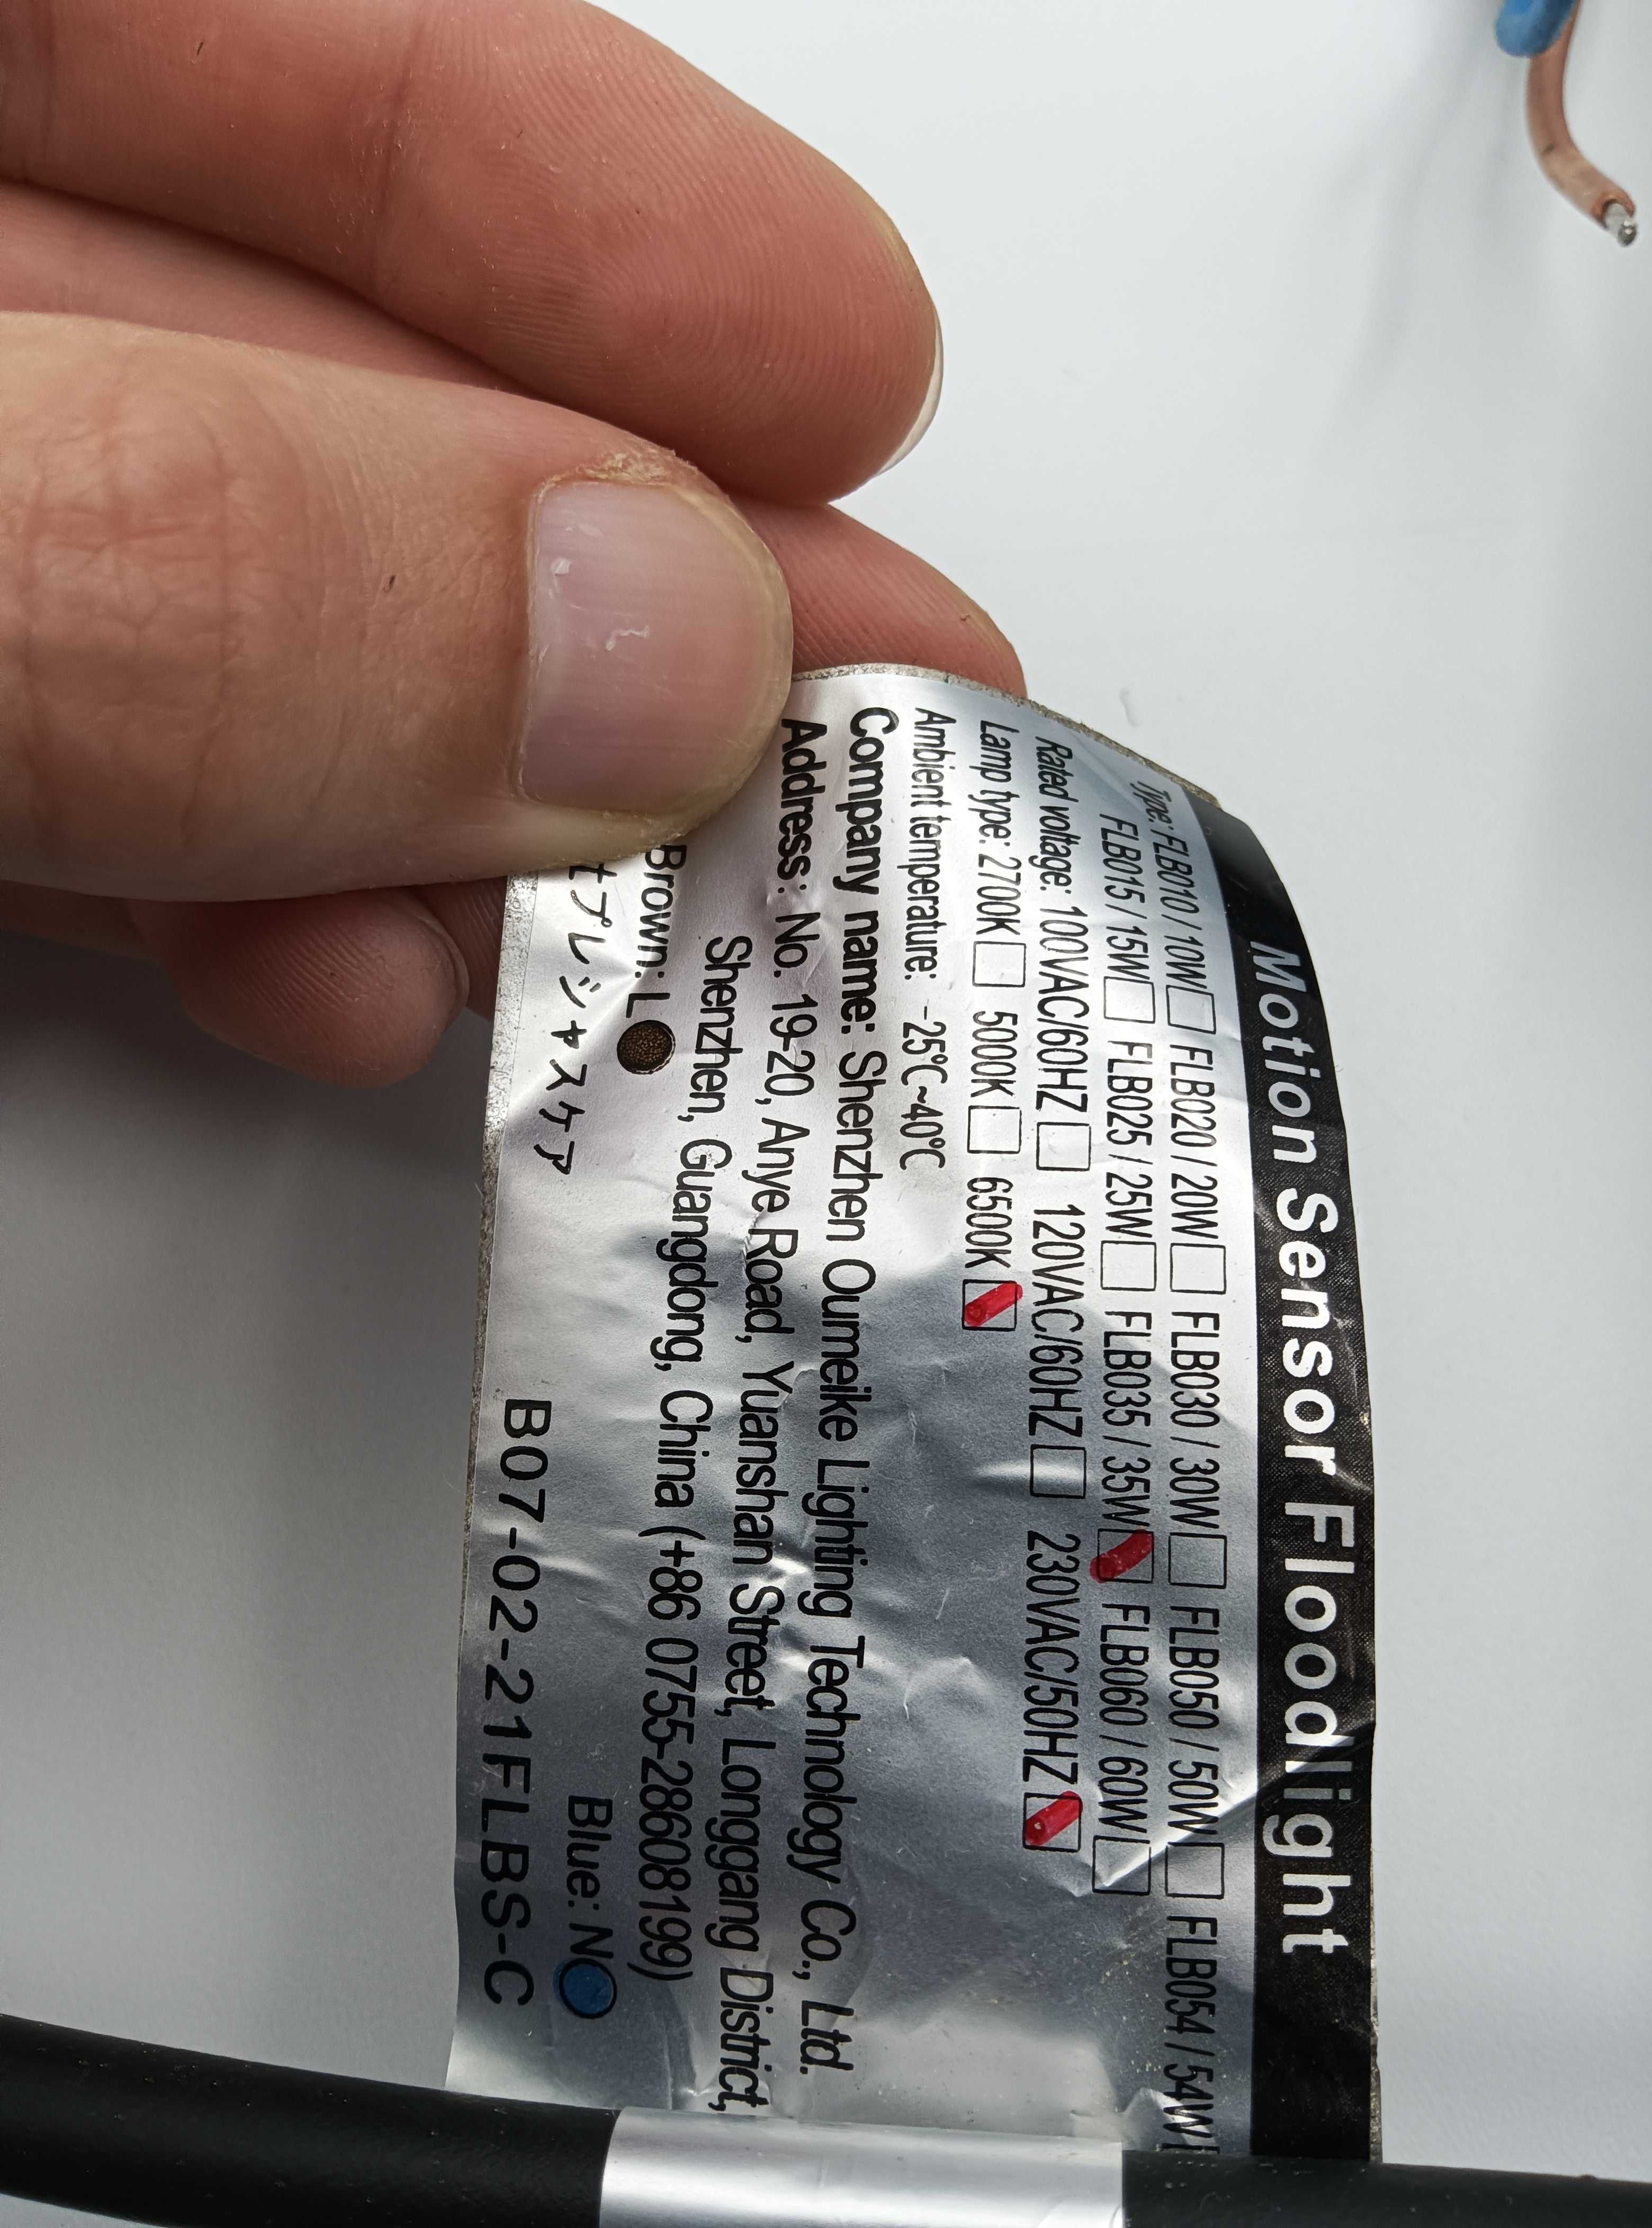 Motion Sensor Floodlight
Type: FLB010 / 10W☐ FLB020 / 20W☐ FLB030 / 30W☐ FLB050 / 50W☐ FLB054 / 54W
FLB015 / 15W☐ FLB025 / 25W☐ FLB035 / 35W☑ FLB060 / 60W☐
Rated voltage: 100VAC/60HZ☐ 120VAC/60HZ☐ 230VAC/50HZ☑
Lamp type: 2700K☐ 5000K☐ 6500K☑
Ambient temperature: -25℃~40℃
Company name: Shenzhen Oumeike Lighting Technology Co., Ltd.
Address: No. 19-20, Anye Road, Yuanshan Street, Longgang District,
Shenzhen, Guangdong, China (+86 0755-28608199)
Brown: L Blue: N
プレシャスケア B07-02-21FLBS-C